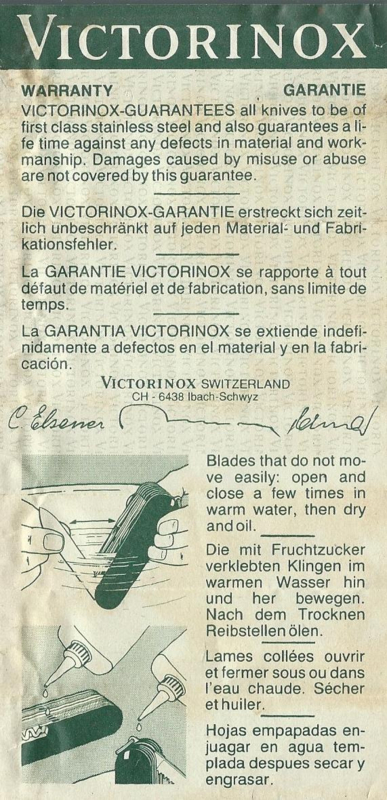 VICTORINOX
WARRANTY GARANTIE
VICTORINOX-GUARANTEES all knives to be of
first class stainless steel and also guarantees a li-
fe time against any defects in material and work-
manship. Damages caused by misuse or abuse
are not covered by this guarantee.
Die VICTORINOX-GARANTIE erstreckt sich zeit-
lich unbeschränkt auf jeden Material- und Fabri-
kationsfehler.
La GARANTIE VICTORINOX se rapporte à tout
défaut de matériel et de fabrication, sans limite de
temps.
La GARANTIA VICTORINOX se extiende indefi-
nidamente a defectos en el material y en la fabri-
cación.
VICTORINOX SWITZERLAND
CH - 6438 Ibach-Schwyz
C. Elsener
Blades that do not mo-
ve easily: open and
close a few times in
warm water, then dry
and oil.
Die mit Fruchtzucker
verklebten Klingen im
warmen Wasser hin
und her bewegen.
Nach dem Trocknen
Reibstellen ölen.
Lames collées ouvrir
et fermer sous ou dans
l'eau chaude. Sécher
et huiler.
Hojas empapadas en-
juagar en agua tem-
plada despues secar y
engrasar.